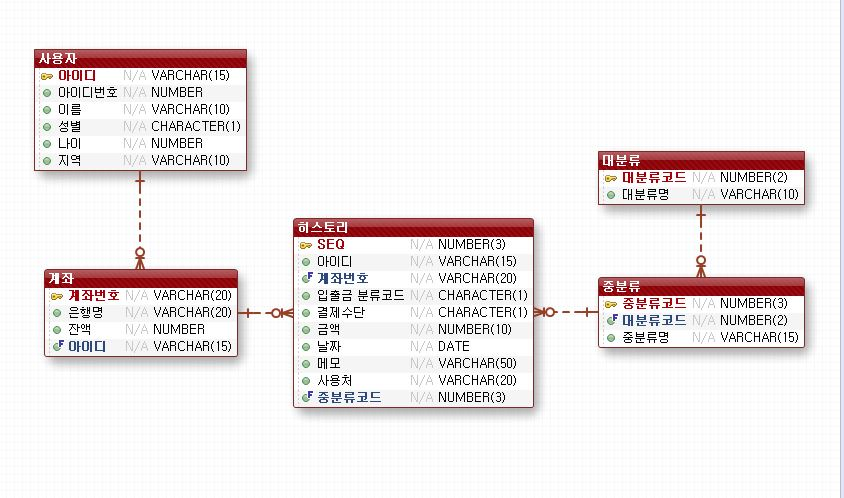 사용자
아이디 N/A VARCHAR(15)
아이디번호 N/A NUMBER
이름 N/A VARCHAR(10)
성별 N/A CHARACTER(1)
나이 N/A NUMBER
지역 N/A VARCHAR(10)
계좌
계좌번호 N/A VARCHAR(20)
은행명 N/A VARCHAR(20)
잔액 N/A NUMBER
F 아이디 N/A VARCHAR(15)
히스토리
SEQ N/A NUMBER(3)
아이디 N/A VARCHAR(15)
F 계좌번호 N/A VARCHAR(20)
입출금 분류코드 N/A CHARACTER(1)
결제수단 N/A CHARACTER(1)
금액 N/A NUMBER(10)
날짜 N/A DATE
메모 N/A VARCHAR(50)
사용처 N/A VARCHAR(20)
F 중분류코드 N/A NUMBER(3)
대분류
대분류코드 N/A NUMBER(2)
대분류명 N/A VARCHAR(10)
중분류
중분류코드 N/A NUMBER(3)
F 대분류코드 N/A NUMBER(2)
중분류명 N/A VARCHAR(15)